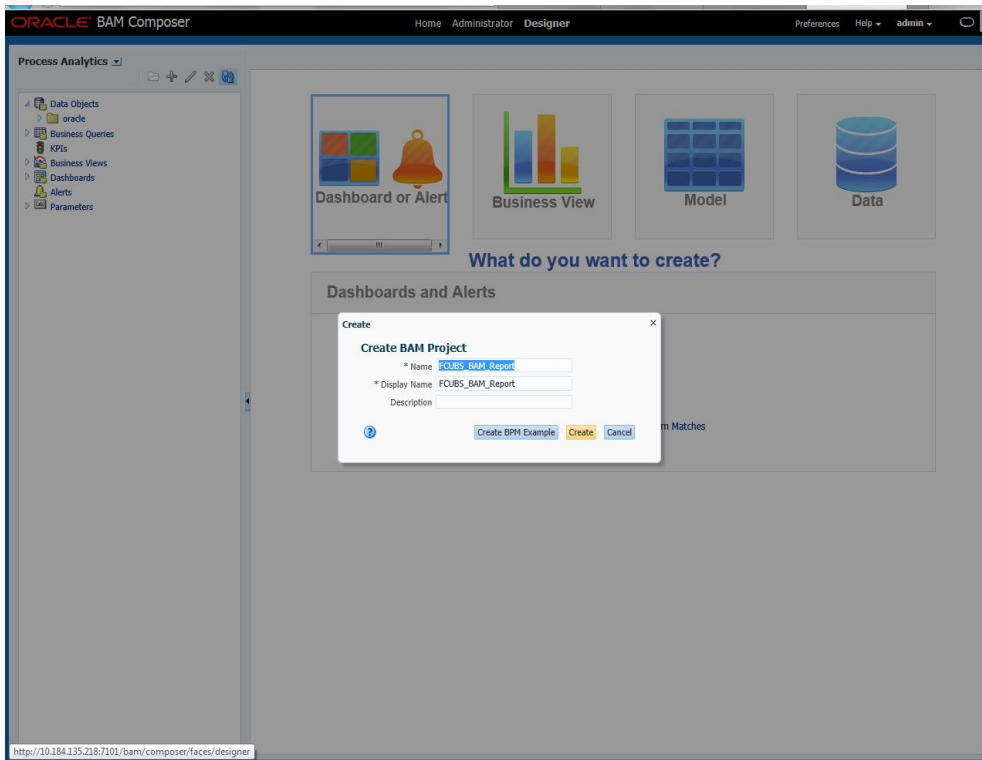 ORACLE BAM Composer
Home Administrator Designer
Preferences Help admin
Process Analytics
Data Objects
oracle
Business Queries
KPIs
Business Views
Dashboards
Alerts
Parameters
Dashboard or Alert
Business View
Model
Data
What do you want to create?
Dashboards and Alerts
Create
Create BAM Project
* Name FCUBS_BAM_Report
* Display Name FCUBS_BAM_Report
Description
Create BPM Example Create Cancel
Matches
http://10.184.135.218:7101/bam/composer/faces/designer